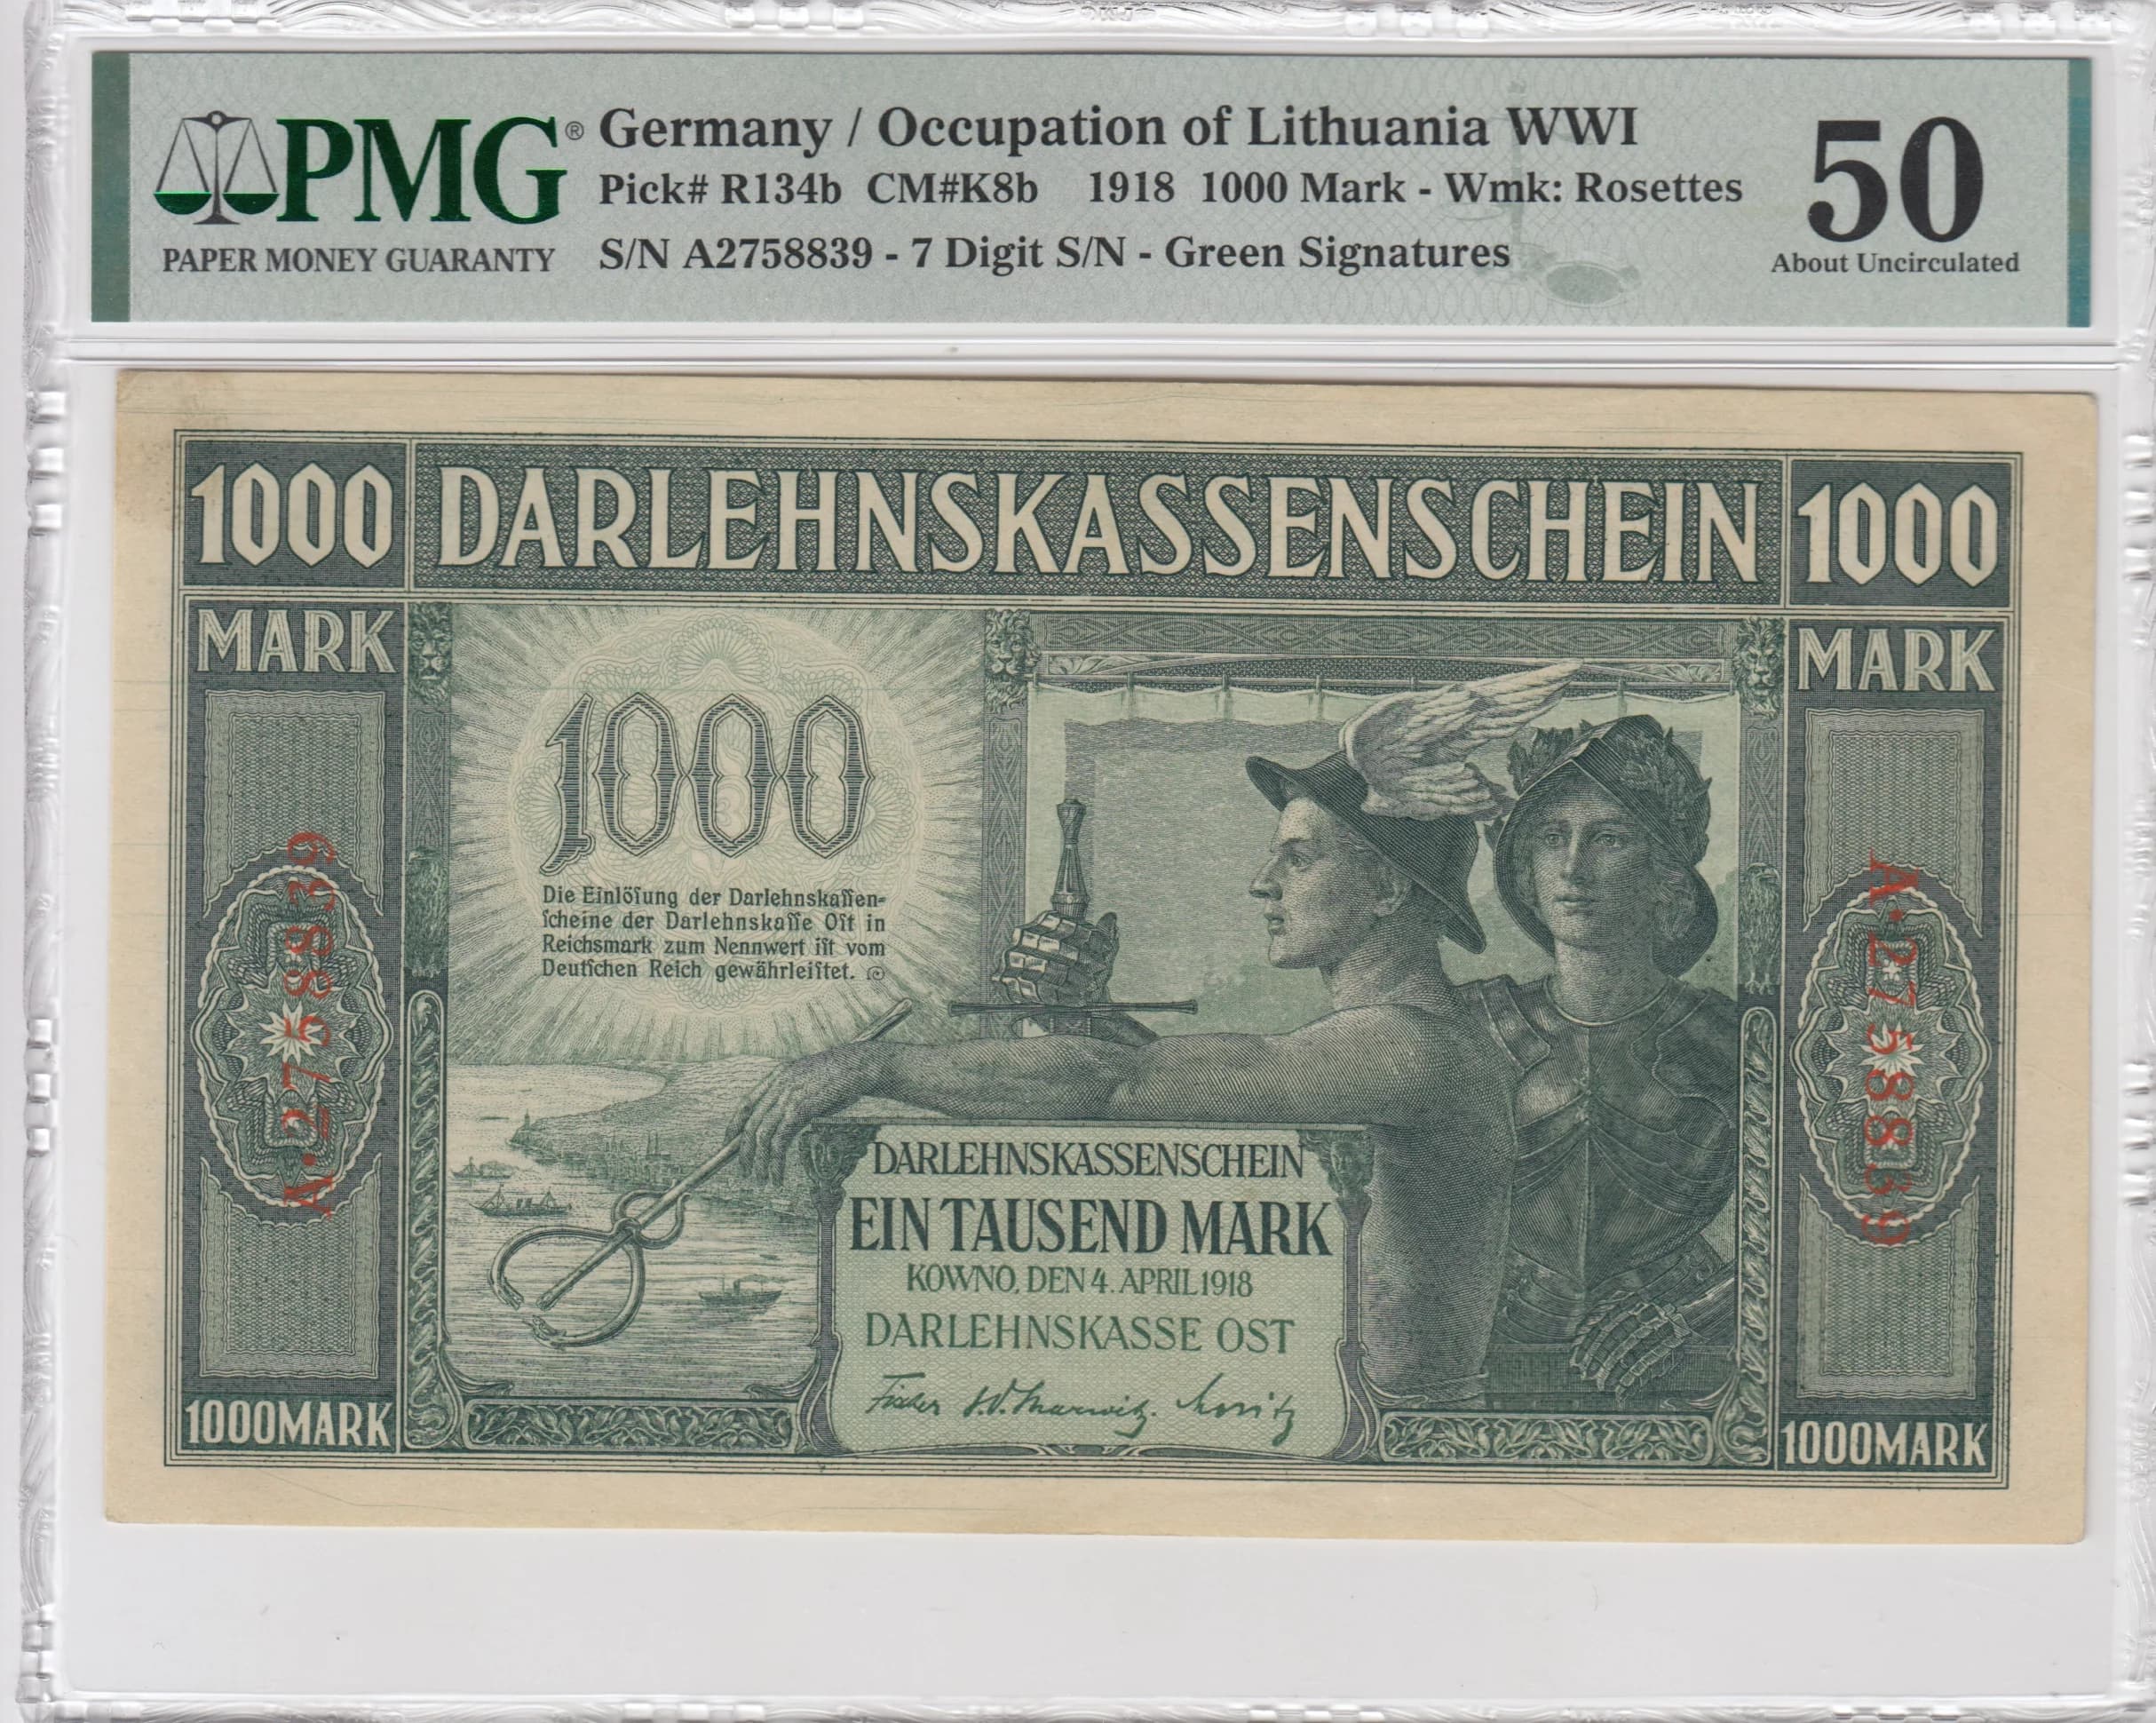 PMG®
PAPER MONEY GUARANTY
Germany / Occupation of Lithuania WWI
Pick# R134b CM#K8b 1918 1000 Mark - Wmk: Rosettes
S/N A2758839 - 7 Digit S/N - Green Signatures
50
About Uncirculated
1000 DARLEHNSKASSENSCHEIN 1000
MARK MARK
1000
Die Einlöſung der Darlehnskaſſen-
ſcheine der Darlehnskaſſe Oſt in
Reichsmark zum Nennwert iſt vom
Deutſchen Reich gewährleiſtet.
A·2758839
A·2758839
DARLEHNSKASSENSCHEIN
EIN TAUSEND MARK
KOWNO, DEN 4. APRIL 1918
DARLEHNSKASSE OST
Fischer
1000MARK 1000MARK